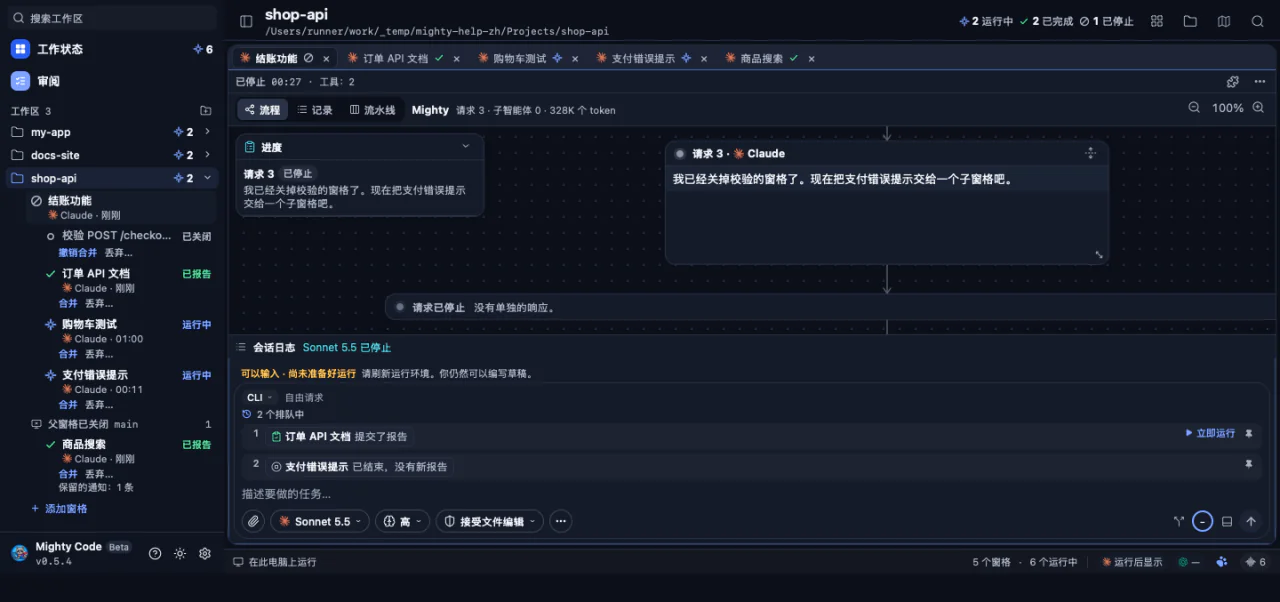 搜索工作区
工作状态 6
审阅
工作区 3
my-app 2
docs-site 2
shop-api 2
结账功能
Claude · 刚刚
校验 POST /checko... 已关闭
撤销合并 丢弃...
订单 API 文档 已报告
Claude · 刚刚
合并 丢弃...
购物车测试 运行中
Claude · 01:00
合并 丢弃...
支付错误提示 运行中
Claude · 00:11
合并 丢弃...
父窗格已关闭 main 1
商品搜索 已报告
Claude · 刚刚
合并 丢弃...
保留的通知: 1 条
+ 添加窗格
Mighty Code Beta
v0.5.4
shop-api
/Users/runner/work/_temp/mighty-help-zh/Projects/shop-api
2 运行中 2 已完成 1 已停止
结账功能 × 订单 API 文档 × 购物车测试 × 支付错误提示 × 商品搜索 ×
已停止 00:27 · 工具: 2
流程 记录 流水线 Mighty 请求 3 · 子智能体 0 · 328K 个 token 100%
进度
请求 3 已停止
我已经关掉校验的窗格了。现在把支付错误提示
交给一个子窗格吧。
请求 3 · Claude
我已经关掉校验的窗格了。现在把支付错误提示交给一个子窗格吧。
请求已停止 没有单独的响应。
会话日志 Sonnet 5.5 已停止
可以输入 · 尚未准备好运行 请刷新运行环境。你仍然可以编写草稿。
CLI 自由请求
2 个排队中
1 订单 API 文档 提交了报告 立即运行
2 支付错误提示 已结束，没有新报告
描述要做的任务...
Sonnet 5.5 高 接受文件编辑
在此电脑上运行 5 个窗格 · 6 个运行中 运行后显示 — 6